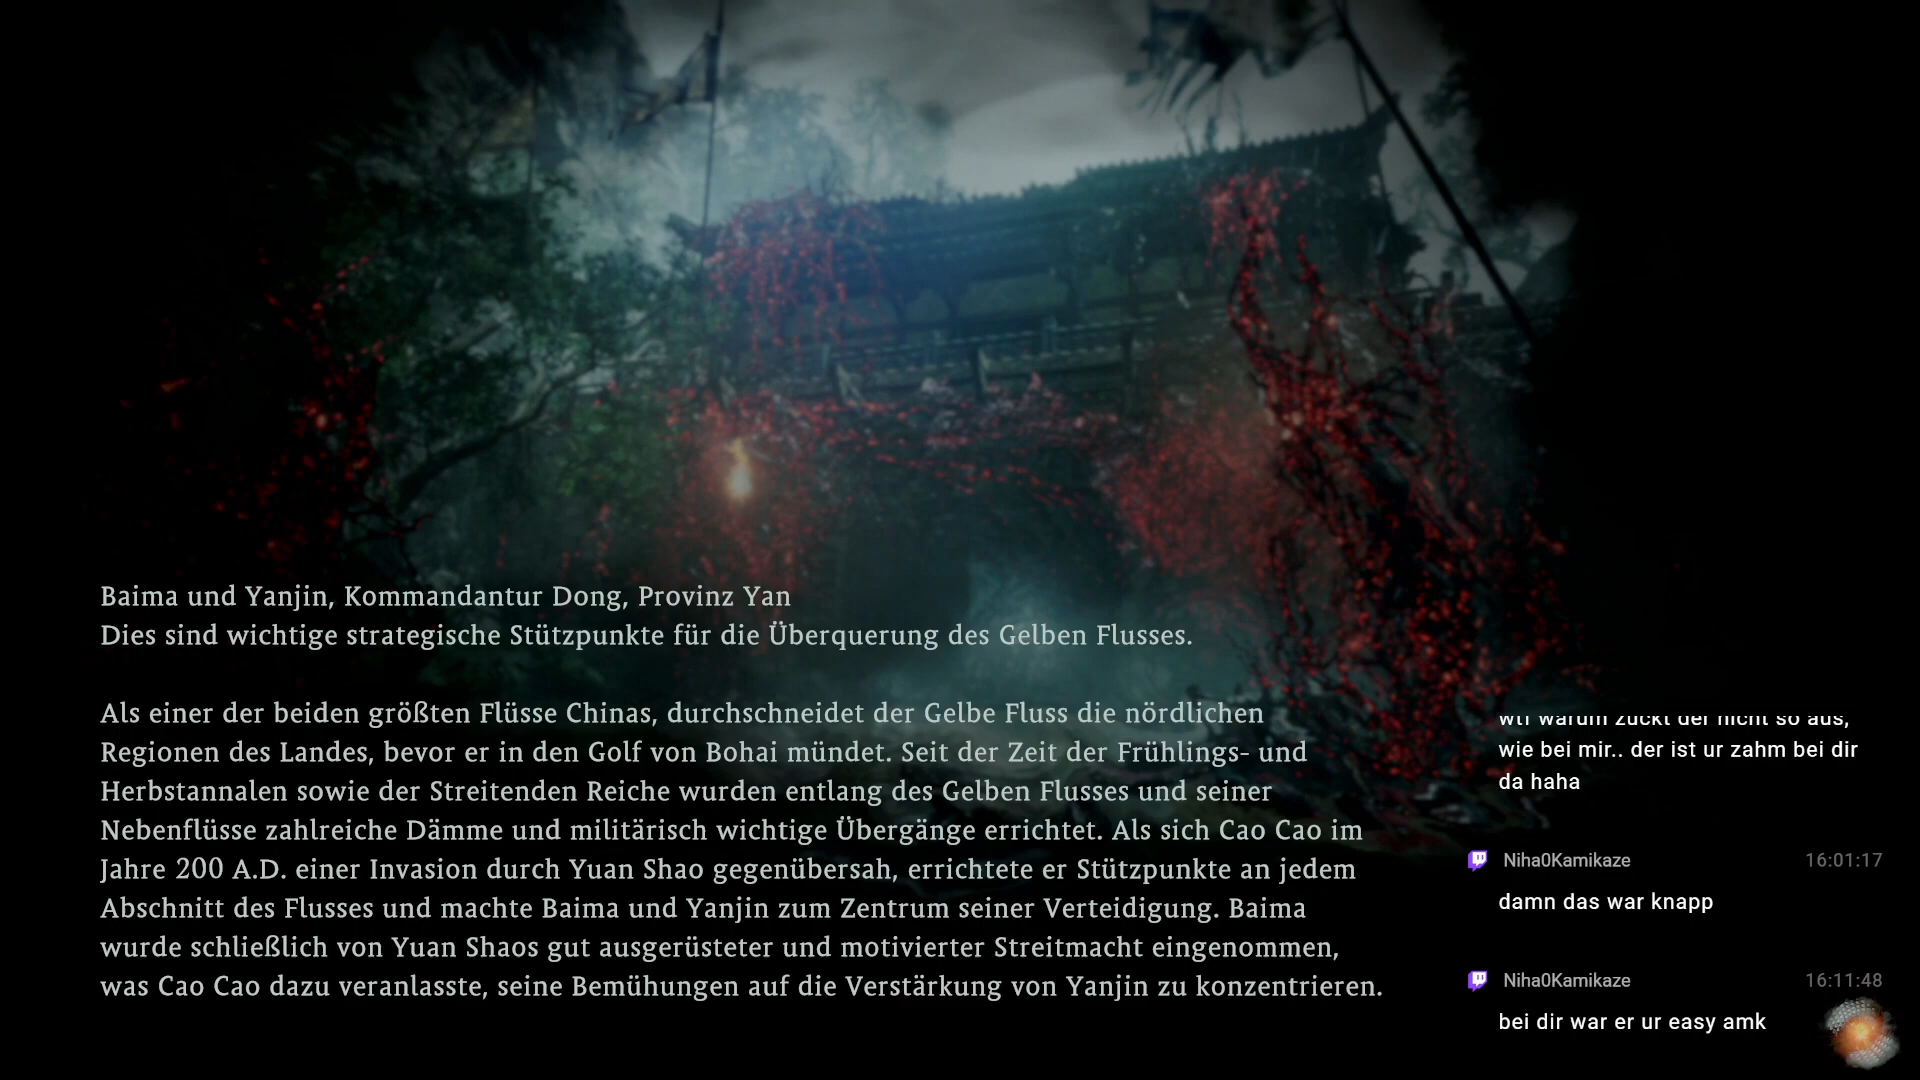 Baima und Yanjin, Kommandantur Dong, Provinz Yan
Dies sind wichtige strategische Stützpunkte für die Überquerung des Gelben Flusses.
Als einer der beiden größten Flüsse Chinas, durchschneidet der Gelbe Fluss die nördlichen
Regionen des Landes, bevor er in den Golf von Bohai mündet. Seit der Zeit der Frühlings- und
Herbstannalen sowie der Streitenden Reiche wurden entlang des Gelben Flusses und seiner
Nebenflüsse zahlreiche Dämme und militärisch wichtige Übergänge errichtet. Als sich Cao Cao im
Jahre 200 A.D. einer Invasion durch Yuan Shao gegenübersah, errichtete er Stützpunkte an jedem
Abschnitt des Flusses und machte Baima und Yanjin zum Zentrum seiner Verteidigung. Baima
wurde schließlich von Yuan Shaos gut ausgerüsteter und motivierter Streitmacht eingenommen,
was Cao Cao dazu veranlasste, seine Bemühungen auf die Verstärkung von Yanjin zu konzentrieren.
wtf warum zuckt der nicht so aus,
wie bei mir.. der ist ur zahm bei dir
da haha
Niha0Kamikaze 16:01:17
damn das war knapp
Niha0Kamikaze 16:11:48
bei dir war er ur easy amk